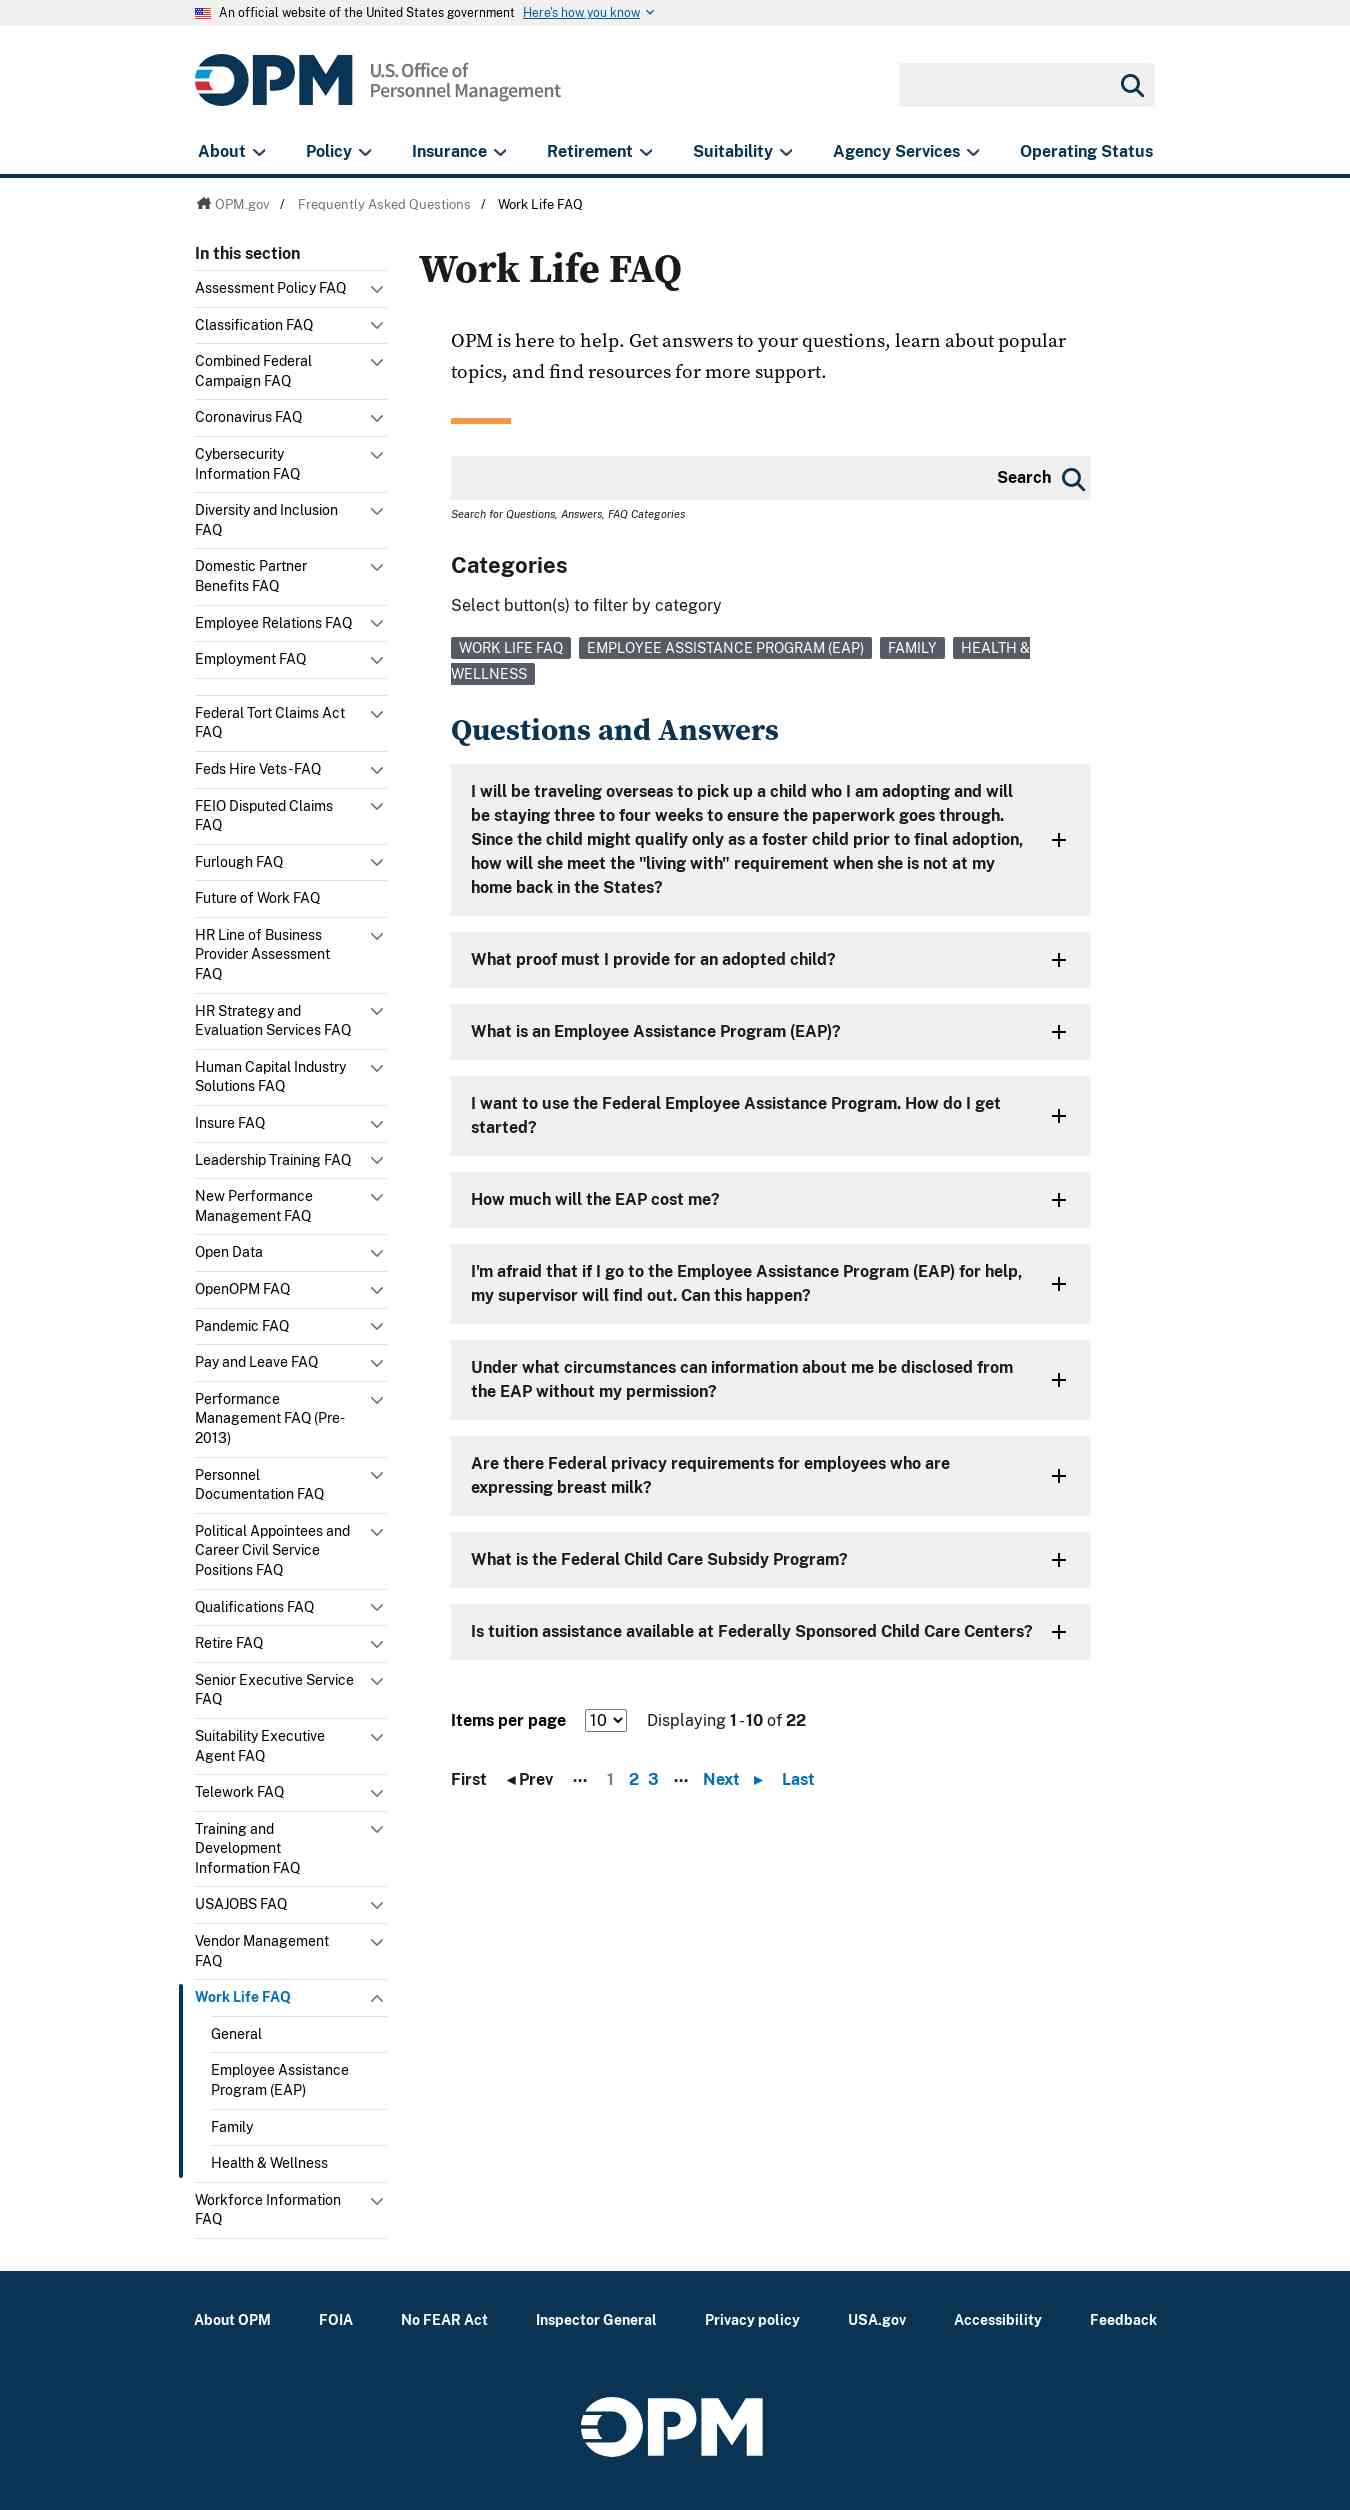 An official website of the United States government Here's how you know
OPM U.S. Office of
Personnel Management
About Policy Insurance Retirement Suitability Agency Services Operating Status
OPM.gov / Frequently Asked Questions / Work Life FAQ
In this section
Assessment Policy FAQ
Classification FAQ
Combined Federal
Campaign FAQ
Coronavirus FAQ
Cybersecurity
Information FAQ
Diversity and Inclusion
FAQ
Domestic Partner
Benefits FAQ
Employee Relations FAQ
Employment FAQ
Federal Tort Claims Act
FAQ
Feds Hire Vets - FAQ
FEIO Disputed Claims
FAQ
Furlough FAQ
Future of Work FAQ
HR Line of Business
Provider Assessment
FAQ
HR Strategy and
Evaluation Services FAQ
Human Capital Industry
Solutions FAQ
Insure FAQ
Leadership Training FAQ
New Performance
Management FAQ
Open Data
OpenOPM FAQ
Pandemic FAQ
Pay and Leave FAQ
Performance
Management FAQ (Pre-
2013)
Personnel
Documentation FAQ
Political Appointees and
Career Civil Service
Positions FAQ
Qualifications FAQ
Retire FAQ
Senior Executive Service
FAQ
Suitability Executive
Agent FAQ
Telework FAQ
Training and
Development
Information FAQ
USAJOBS FAQ
Vendor Management
FAQ
Work Life FAQ
General
Employee Assistance
Program (EAP)
Family
Health & Wellness
Workforce Information
FAQ
Work Life FAQ
OPM is here to help. Get answers to your questions, learn about popular
topics, and find resources for more support.
Search
Search for Questions, Answers, FAQ Categories
Categories
Select button(s) to filter by category
WORK LIFE FAQ EMPLOYEE ASSISTANCE PROGRAM (EAP) FAMILY HEALTH &
WELLNESS
Questions and Answers
I will be traveling overseas to pick up a child who I am adopting and will
be staying three to four weeks to ensure the paperwork goes through.
Since the child might qualify only as a foster child prior to final adoption,
how will she meet the "living with" requirement when she is not at my
home back in the States?
What proof must I provide for an adopted child?
What is an Employee Assistance Program (EAP)?
I want to use the Federal Employee Assistance Program. How do I get
started?
How much will the EAP cost me?
I'm afraid that if I go to the Employee Assistance Program (EAP) for help,
my supervisor will find out. Can this happen?
Under what circumstances can information about me be disclosed from
the EAP without my permission?
Are there Federal privacy requirements for employees who are
expressing breast milk?
What is the Federal Child Care Subsidy Program?
Is tuition assistance available at Federally Sponsored Child Care Centers?
Items per page 10 Displaying 1 - 10 of 22
First ◂ Prev ... 1 2 3 ... Next ▸ Last
About OPM FOIA No FEAR Act Inspector General Privacy policy USA.gov Accessibility Feedback
OPM